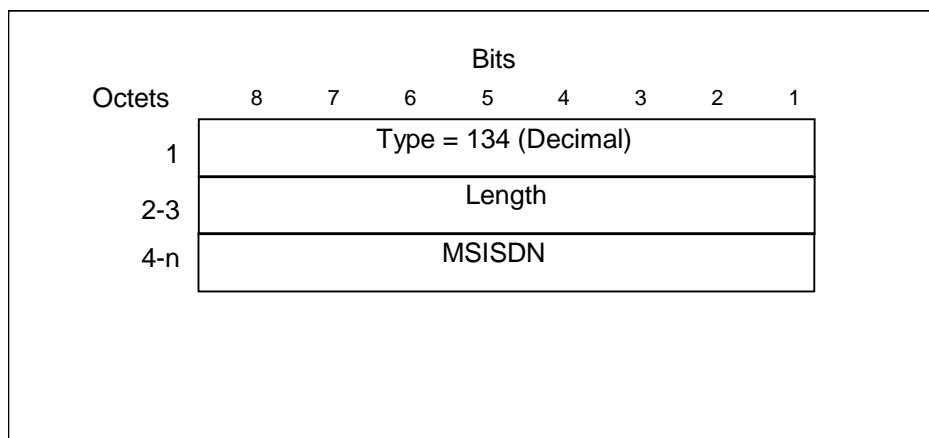 Bits
Octets 8 7 6 5 4 3 2 1
1 Type = 134 (Decimal)
2-3 Length
4-n MSISDN